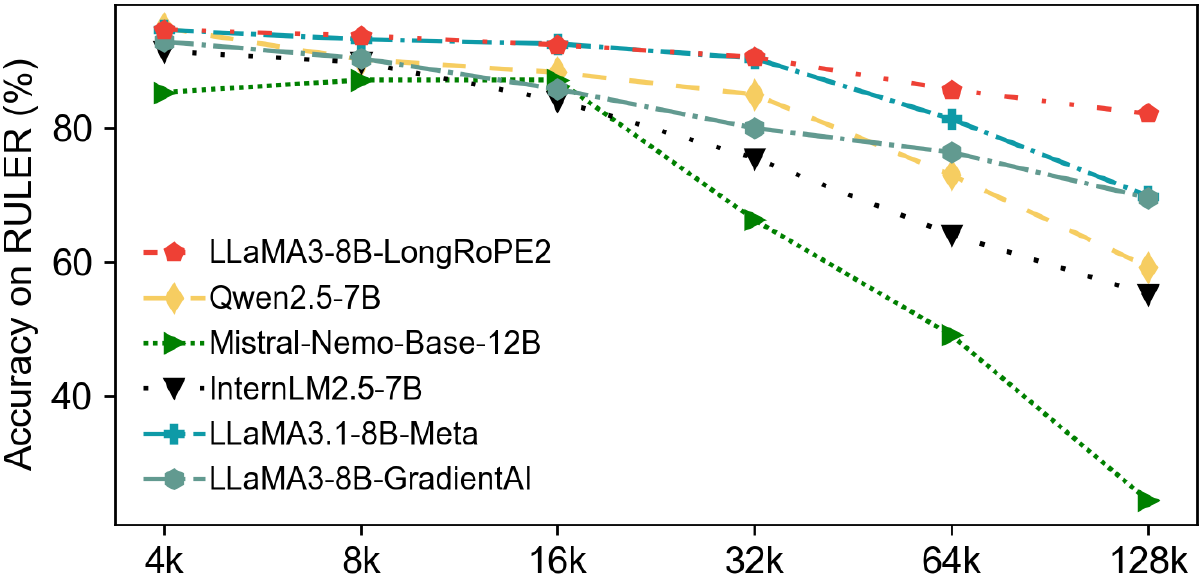 Accuracy on RULER (%)
80
60
40
LLaMA3-8B-LongRoPE2
Qwen2.5-7B
Mistral-Nemo-Base-12B
InternLM2.5-7B
LLaMA3.1-8B-Meta
LLaMA3-8B-GradientAI
4k 8k 16k 32k 64k 128k